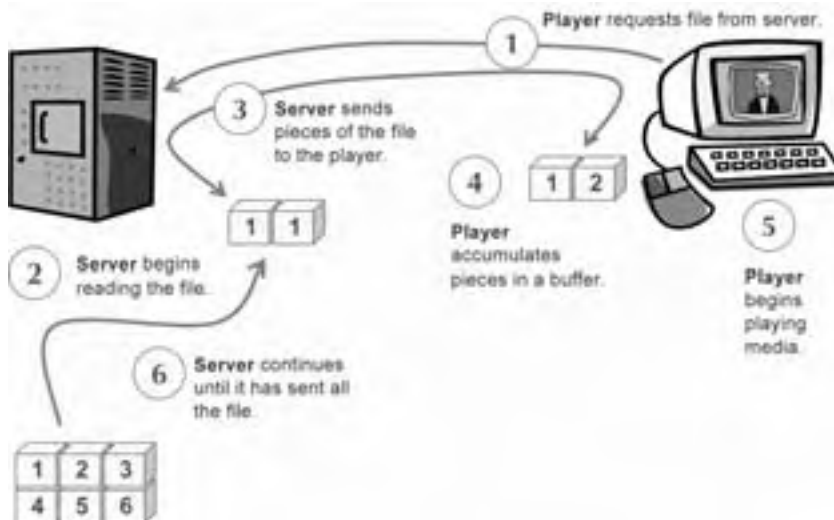 Player requests file from server.
1
3
Server sends
pieces of the file
to the player.
4
1 2
1 1
Player
accumulates
pieces in a buffer.
5
Player
begins
playing
media.
2
Server begins
reading the file.
6
Server continues
until it has sent all
the file.
1 2 3
4 5 6